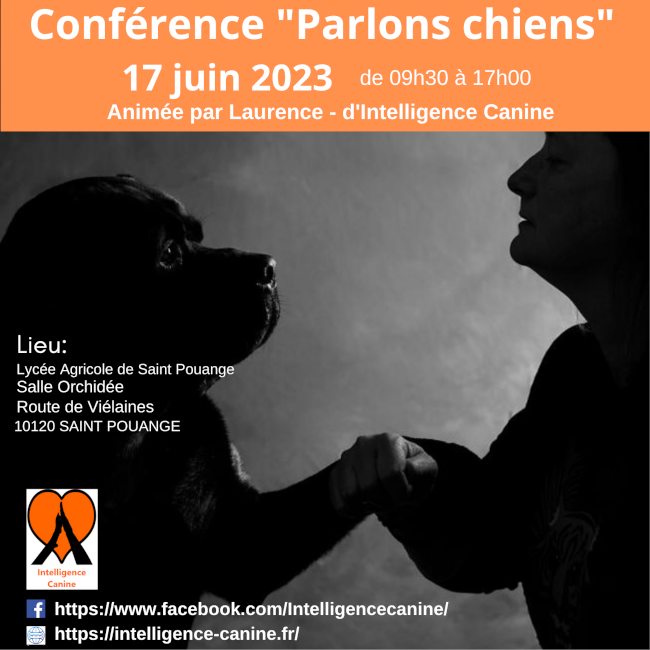 Conférence "Parlons chiens"
17 juin 2023 de 09h30 à 17h00
Animée par Laurence - d'Intelligence Canine
Lieu:
Lycée Agricole de Saint Pouange
Salle Orchidée
Route de Viélaines
10120 SAINT POUANGE
Intelligence
Canine
https://www.facebook.com/Intelligencecanine/
https://intelligence-canine.fr/